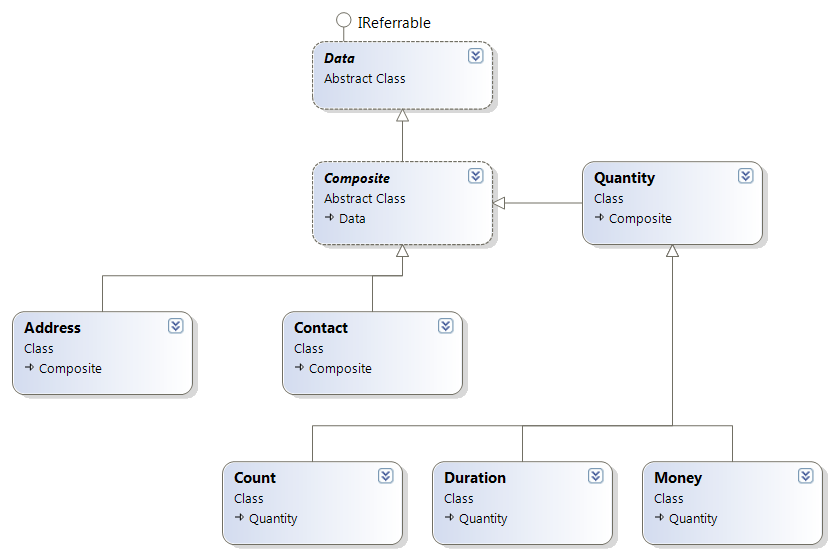 IReferrable
Data
Abstract Class
Composite
Abstract Class
Data
Quantity
Class
Composite
Address
Class
Composite
Contact
Class
Composite
Count
Class
Quantity
Duration
Class
Quantity
Money
Class
Quantity